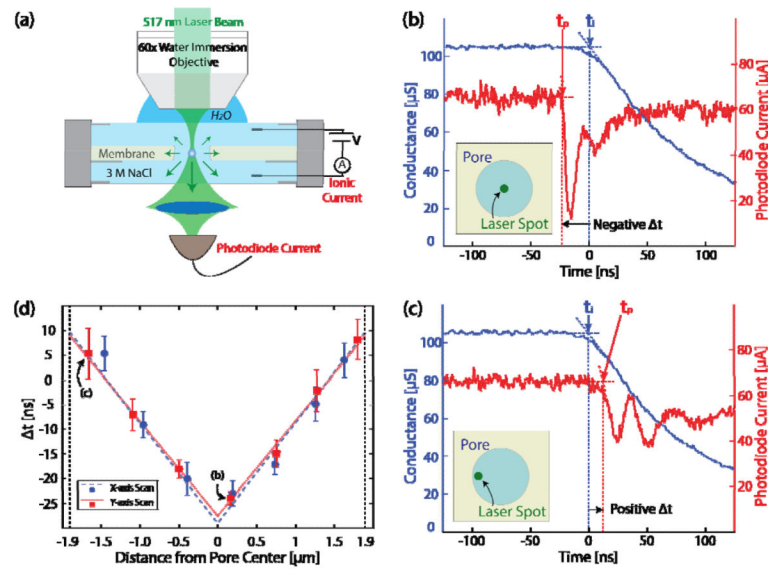 (a)
517 nm Laser Beam
60x Water Immersion
Objective
H₂O
Membrane
3 M NaCl
V
A
Ionic
Current
Photodiode Current
(b)
tₚ
tᵢ
Conductance [µS]
100
80
60
40
20
0
Photodiode Current [µA]
80
60
40
20
Pore
Laser Spot
Negative Δt
-100
-50
0
50
100
Time [ns]
(c)
tᵢ
tₚ
Conductance [µS]
100
80
60
40
20
0
Photodiode Current [µA]
80
60
40
20
Pore
Laser Spot
Positive Δt
-100
-50
0
50
100
Time [ns]
(d)
Δt [ns]
10
5
0
-5
-10
-15
-20
-25
(c)
(b)
X-axis Scan
Y-axis Scan
-1.9
-1.5
-1.0
-0.5
0
0.5
1.0
1.5
1.9
Distance from Pore Center [µm]